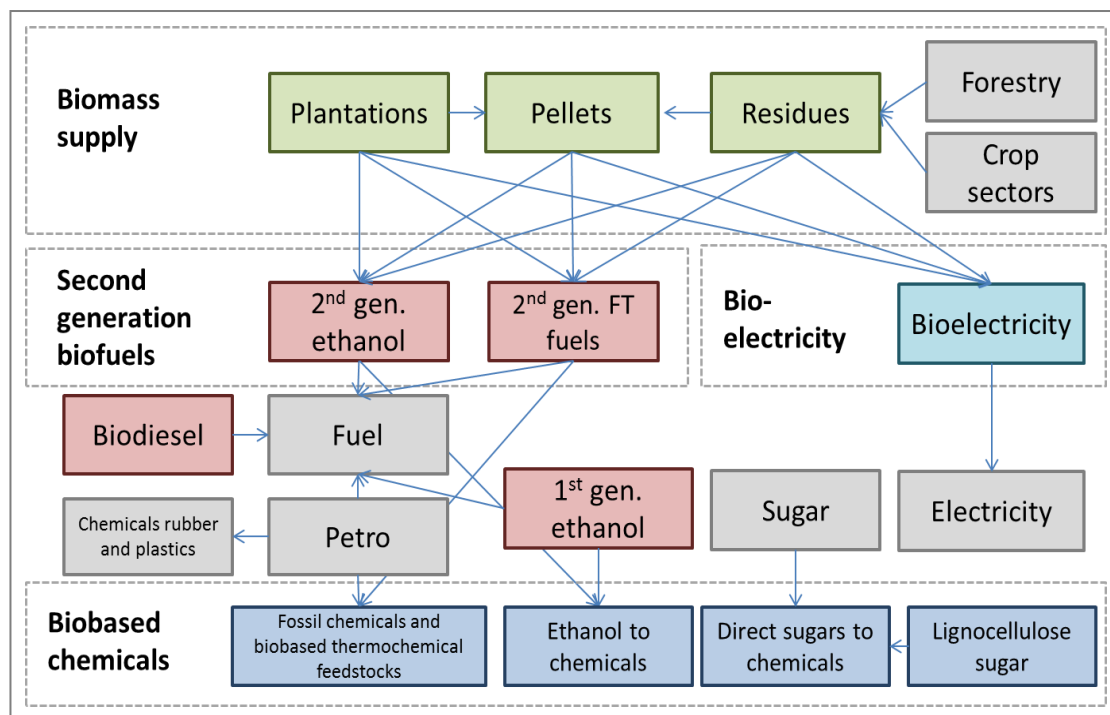 Biomass
supply
Plantations
Pellets
Residues
Forestry
Crop
sectors
Second
generation
biofuels
2nd gen.
ethanol
2nd gen. FT
fuels
Bio-
electricity
Bioelectricity
Biodiesel
Fuel
1st gen.
ethanol
Chemicals rubber
and plastics
Petro
Sugar
Electricity
Biobased
chemicals
Fossil chemicals and
biobased thermochemical
feedstocks
Ethanol to
chemicals
Direct sugars to
chemicals
Lignocellulose
sugar